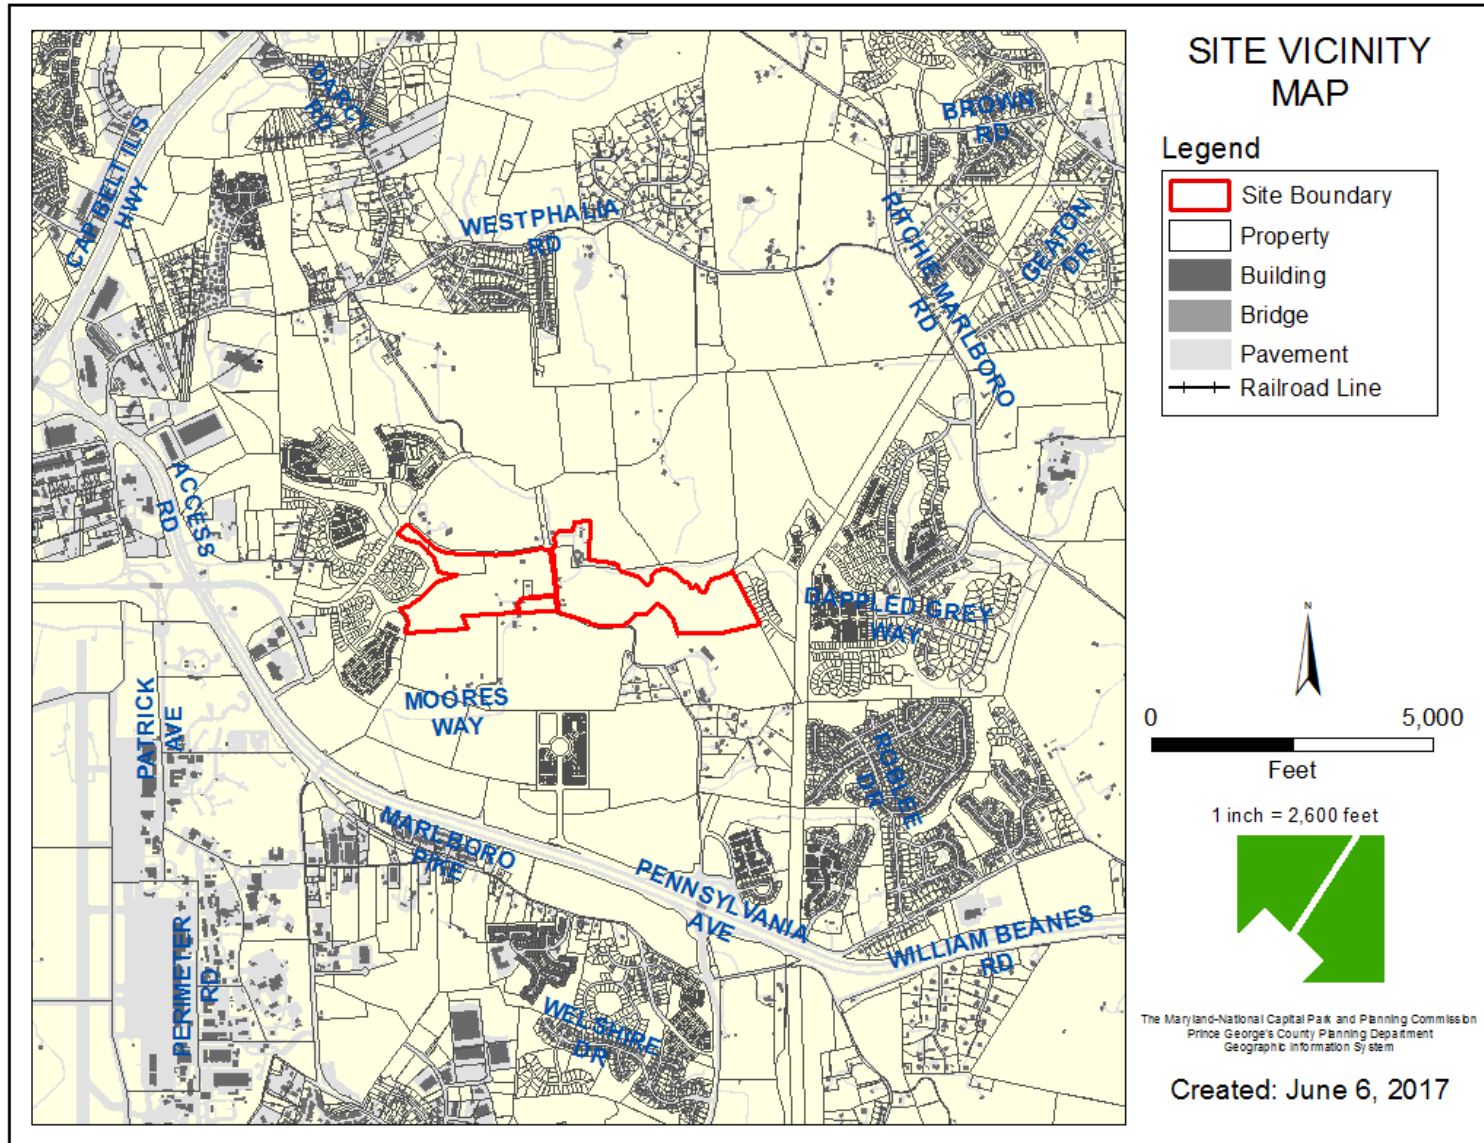 SITE VICINITY
MAP
Legend
Site Boundary
Property
Building
Bridge
Pavement
Railroad Line
DARCY
RD
CAP BELT ILS
HWY
WESTPHALIA
RD
BROWN
RD
RITCHIE MARLBORO
RD
GEATON
DR
ACCESS
RD
DAPPLED GREY
WAY
MOORES
WAY
PATRICK
AVE
ROBLEE
DR
MARLBORO
PIKE
PENNSYLVANIA
AVE
WILLIAM BEANES
RD
PERIMETER
RD
WELSHIRE
DR
N
0 5,000
Feet
1 inch = 2,600 feet
The Maryland-National Capital Park and Planning Commission
Prince George's County Planning Department
Geographic Information System
Created: June 6, 2017